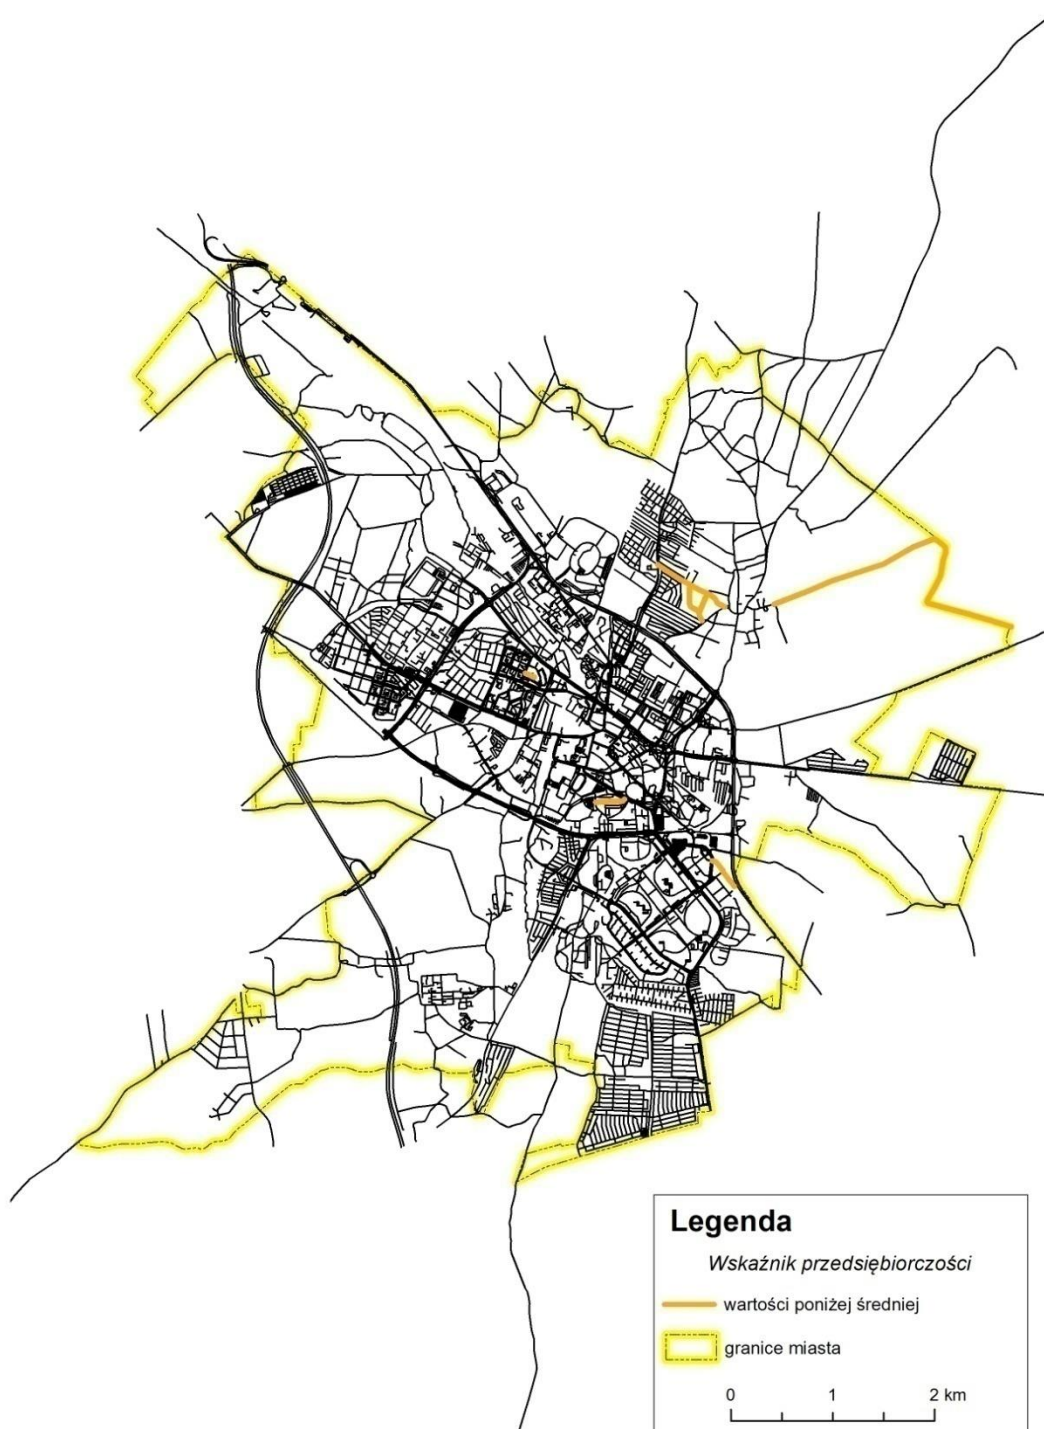 Legenda
Wskaźnik przedsiębiorczości
wartości poniżej średniej
granice miasta
0 1 2 km